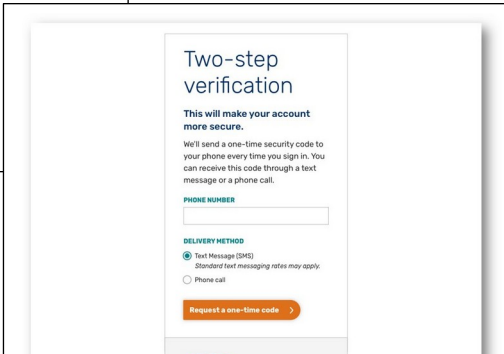 Two-step
verification
This will make your account
more secure.
We'll send a one-time security code to
your phone every time you sign in. You
can receive this code through a text
message or a phone call.
PHONE NUMBER
DELIVERY METHOD
Text Message (SMS)
Standard text messaging rates may apply.
Phone call
Request a one-time code